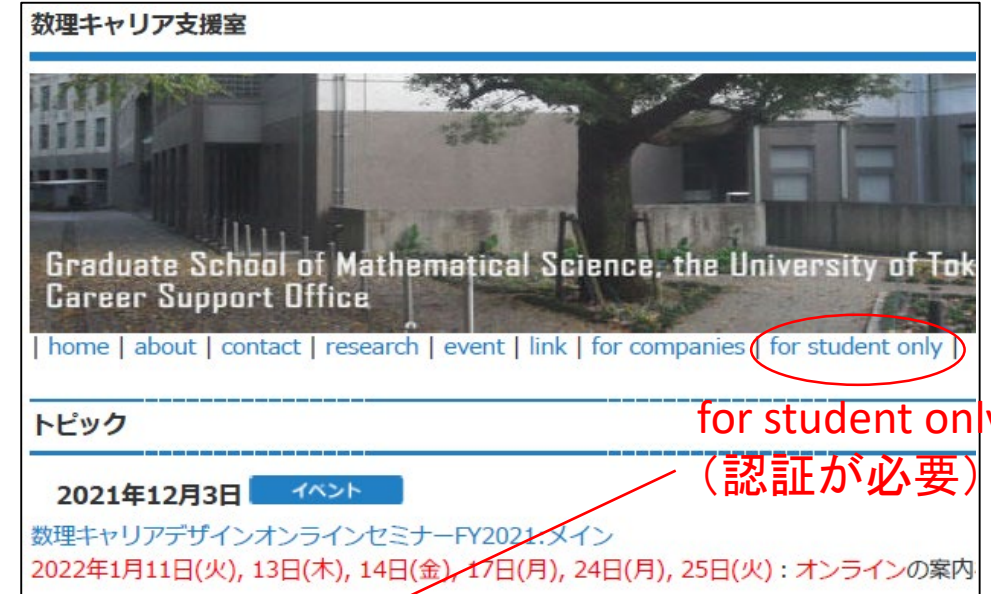 数理キャリア支援室
Graduate School of Mathematical Science, the University of Tok
Career Support Office
| home | about | contact | research | event | link | for companies | for student only |
トピック
for student only
（認証が必要）
2021年12月3日 イベント
数理キャリアデザインオンラインセミナーFY2021:メイン
2022年1月11日(火), 13日(木), 14日(金), 17日(月), 24日(月), 25日(火)：オンラインの案内